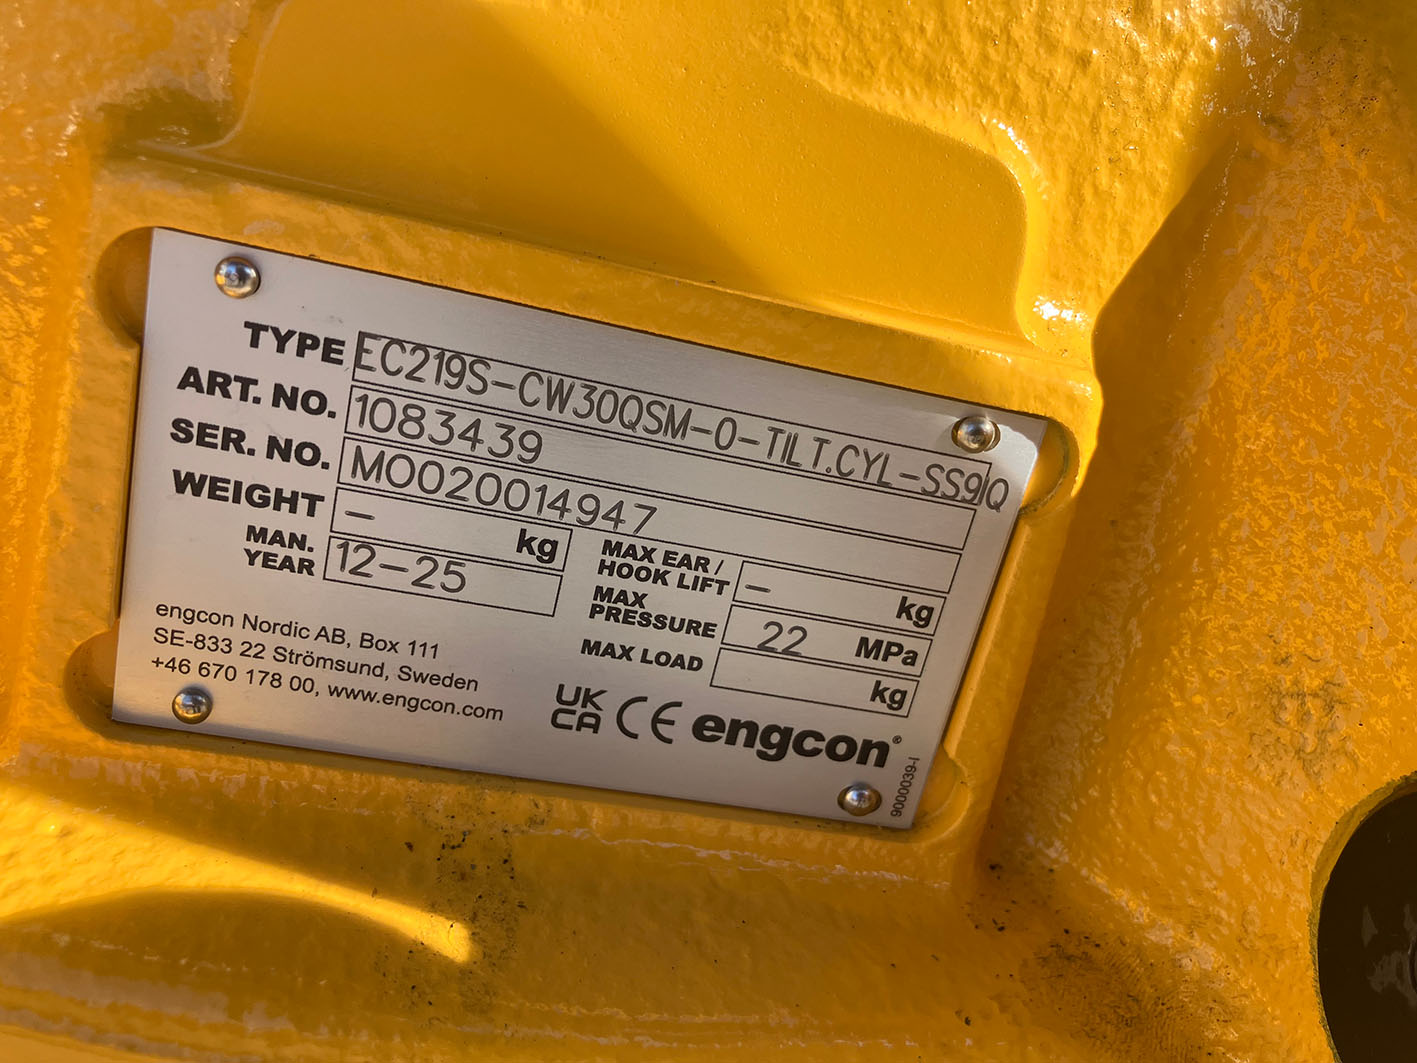 TYPE EC219S-CW30QSM-0-TILT.CYL-SS9/Q
ART. NO. 1083439
SER. NO. M0020014947
WEIGHT - kg
MAN. YEAR 12-25
MAX EAR / HOOK LIFT - kg
MAX PRESSURE 22 MPa
MAX LOAD kg
engcon Nordic AB, Box 111
SE-833 22 Strömsund, Sweden
+46 670 178 00, www.engcon.com
UK CA CE engcon®
9000039-I